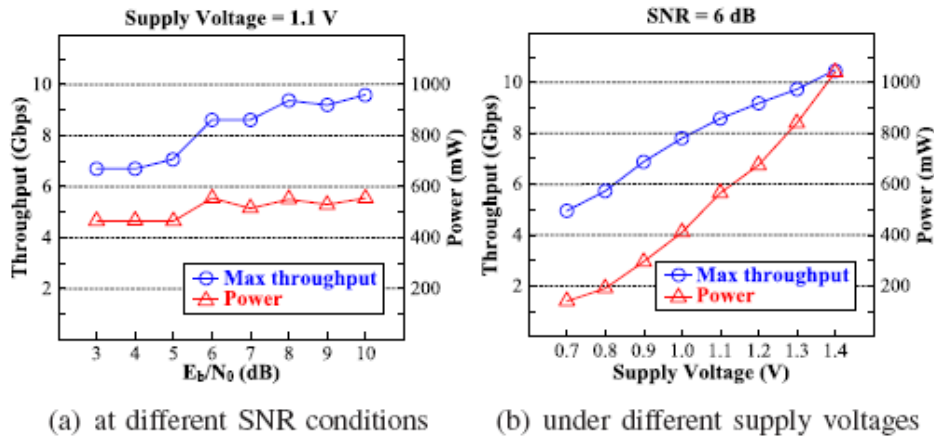 Supply Voltage = 1.1 V
Throughput (Gbps)
10
8
6
4
2
1000
800
600
400
200
Power (mW)
Max throughput
Power
3 4 5 6 7 8 9 10
E_b/N_0 (dB)
(a) at different SNR conditions
SNR = 6 dB
Throughput (Gbps)
10
8
6
4
2
1000
800
600
400
200
Power (mW)
Max throughput
Power
0.7 0.8 0.9 1.0 1.1 1.2 1.3 1.4
Supply Voltage (V)
(b) under different supply voltages